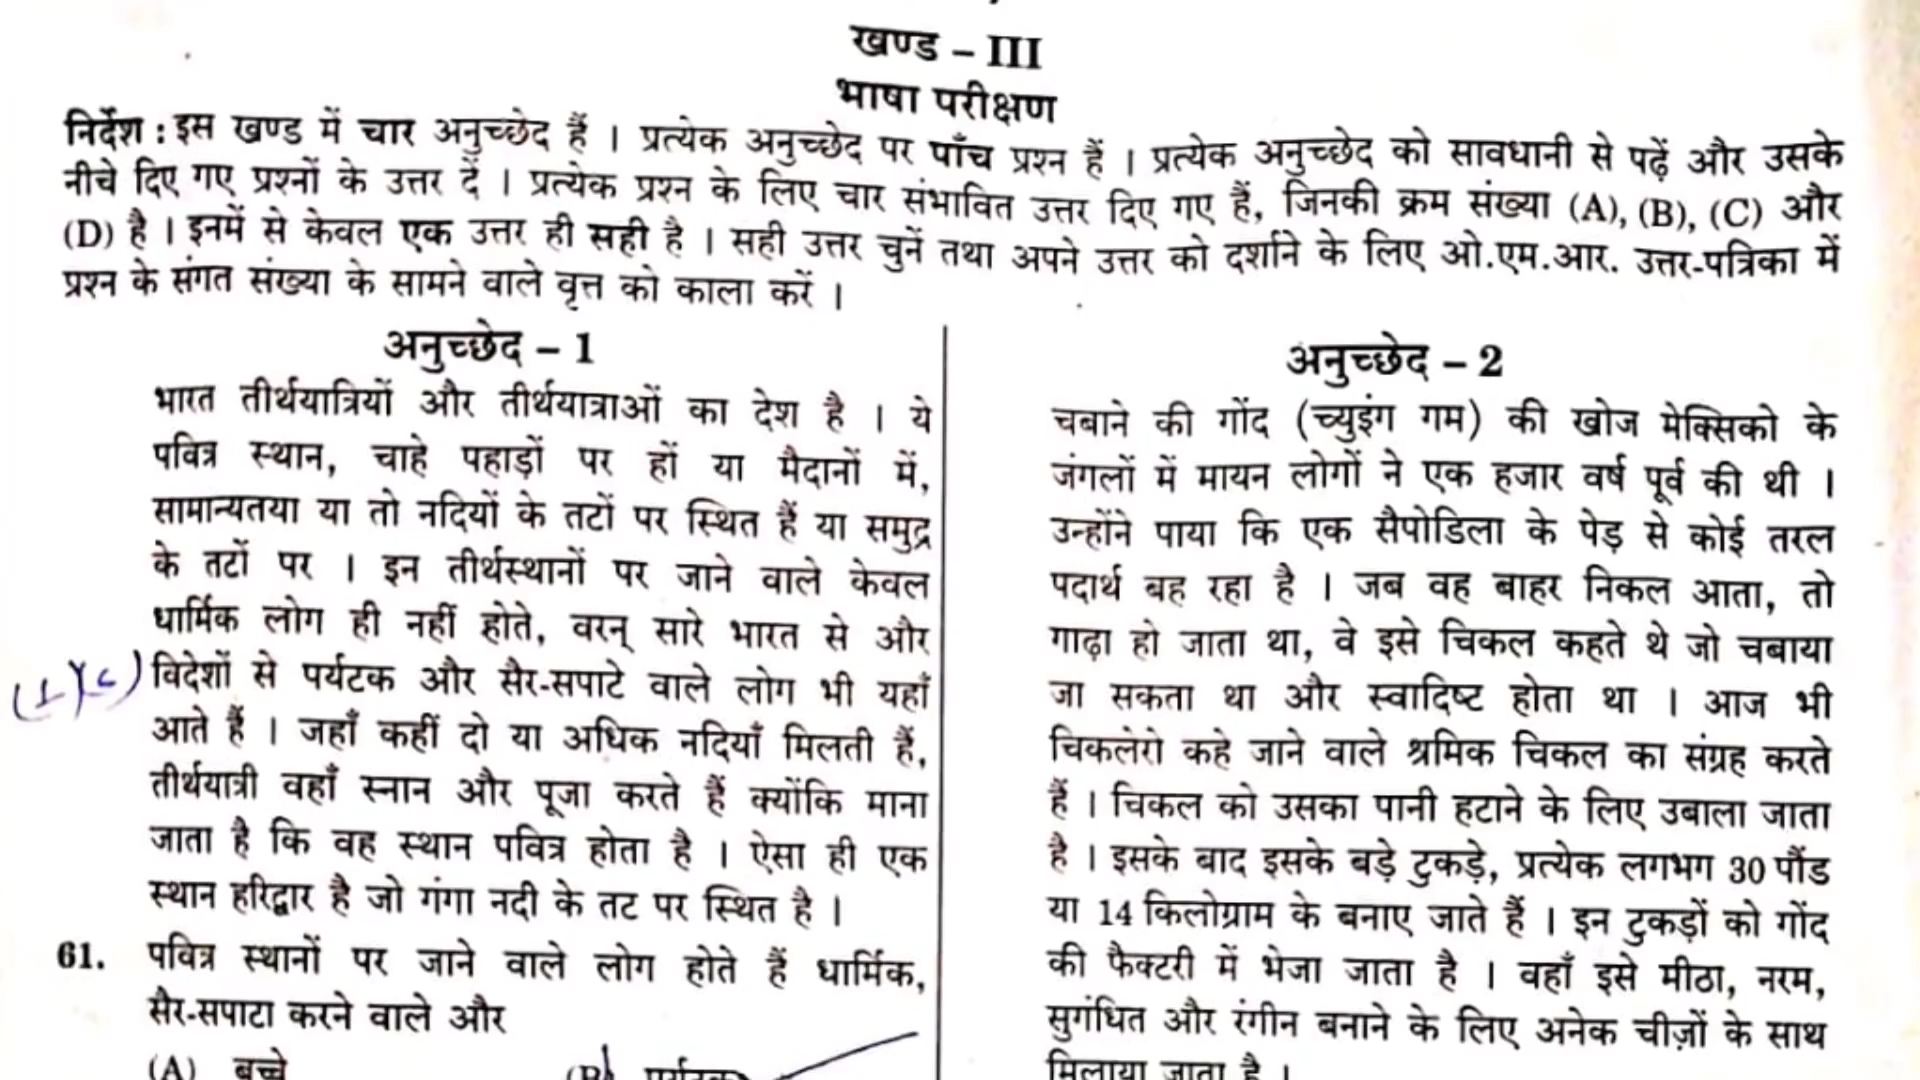 खण्ड – III
भाषा परीक्षण
निर्देश : इस खण्ड में चार अनुच्छेद हैं । प्रत्येक अनुच्छेद पर पाँच प्रश्न हैं । प्रत्येक अनुच्छेद को सावधानी से पढ़ें और उसके
नीचे दिए गए प्रश्नों के उत्तर दें । प्रत्येक प्रश्न के लिए चार संभावित उत्तर दिए गए हैं, जिनकी क्रम संख्या (A), (B), (C) और
(D) है । इनमें से केवल एक उत्तर ही सही है । सही उत्तर चुनें तथा अपने उत्तर को दर्शाने के लिए ओ.एम.आर. उत्तर-पत्रिका में
प्रश्न के संगत संख्या के सामने वाले वृत्त को काला करें ।
अनुच्छेद – 1
भारत तीर्थयात्रियों और तीर्थयात्राओं का देश है । ये
पवित्र स्थान, चाहे पहाड़ों पर हों या मैदानों में,
सामान्यतया या तो नदियों के तटों पर स्थित हैं या समुद्र
के तटों पर । इन तीर्थस्थानों पर जाने वाले केवल
धार्मिक लोग ही नहीं होते, वरन् सारे भारत से और
विदेशों से पर्यटक और सैर-सपाटे वाले लोग भी यहाँ
आते हैं । जहाँ कहीं दो या अधिक नदियाँ मिलती हैं,
तीर्थयात्री वहाँ स्नान और पूजा करते हैं क्योंकि माना
जाता है कि वह स्थान पवित्र होता है । ऐसा ही एक
स्थान हरिद्वार है जो गंगा नदी के तट पर स्थित है ।
61. पवित्र स्थानों पर जाने वाले लोग होते हैं धार्मिक,
सैर-सपाटा करने वाले और
(A) बच्चे (B) पर्यटक
अनुच्छेद – 2
चबाने की गोंद (च्युइंग गम) की खोज मेक्सिको के
जंगलों में मायन लोगों ने एक हजार वर्ष पूर्व की थी ।
उन्होंने पाया कि एक सैपोडिला के पेड़ से कोई तरल
पदार्थ बह रहा है । जब वह बाहर निकल आता, तो
गाढ़ा हो जाता था, वे इसे चिकल कहते थे जो चबाया
जा सकता था और स्वादिष्ट होता था । आज भी
चिकलेरो कहे जाने वाले श्रमिक चिकल का संग्रह करते
हैं । चिकल को उसका पानी हटाने के लिए उबाला जाता
है । इसके बाद इसके बड़े टुकड़े, प्रत्येक लगभग 30 पौंड
या 14 किलोग्राम के बनाए जाते हैं । इन टुकड़ों को गोंद
की फैक्टरी में भेजा जाता है । वहाँ इसे मीठा, नरम,
सुगंधित और रंगीन बनाने के लिए अनेक चीज़ों के साथ
मिलाया जाता है ।